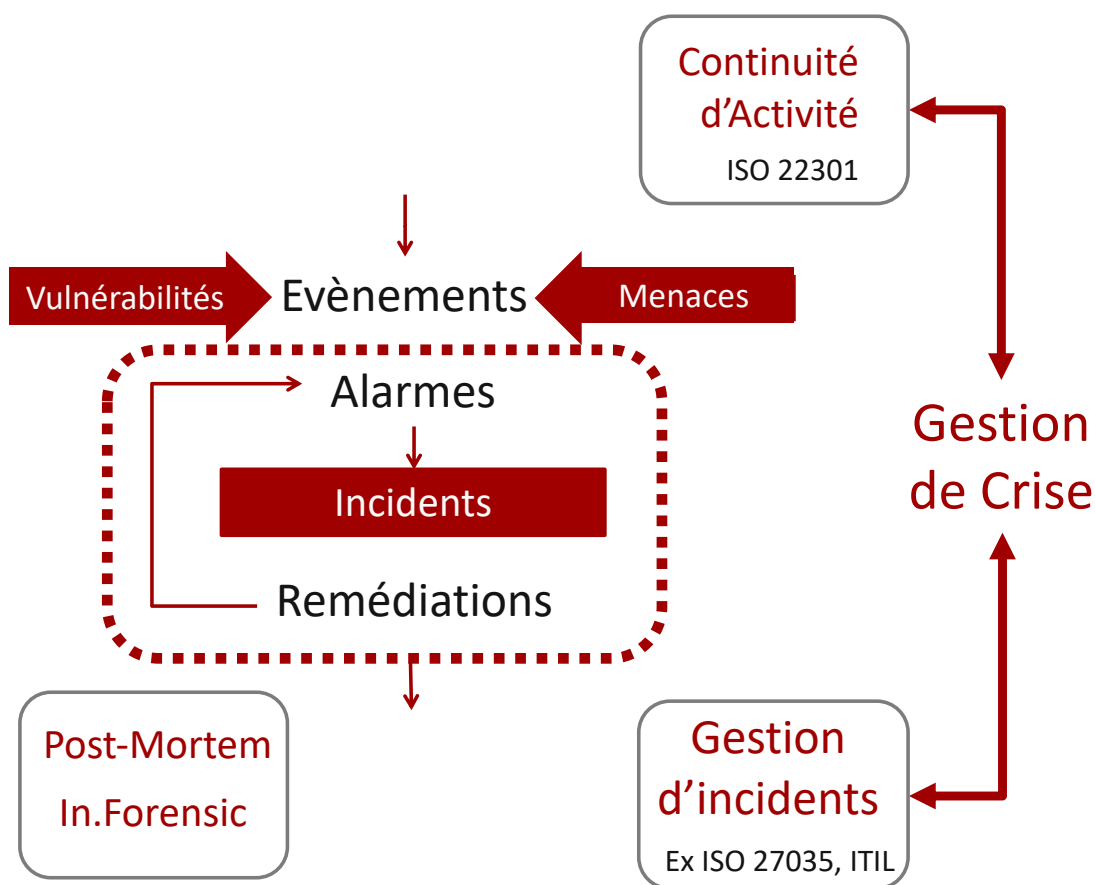 Continuité
d'Activité
ISO 22301
Vulnérabilités
Evènements
Menaces
Alarmes
Incidents
Remédiations
Gestion
de Crise
Post-Mortem
In.Forensic
Gestion
d'incidents
Ex ISO 27035, ITIL